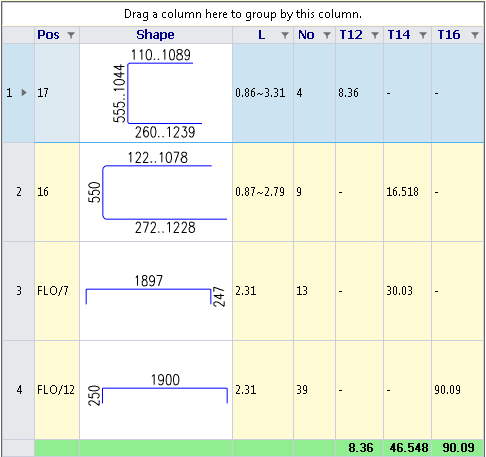 Drag a column here to group by this column.
Pos Shape L No T12 T14 T16
110..1089
1 17 555..1044 0.86~3.31 4 8.36 - -
260..1239
122..1078
2 16 550 0.87~2.79 9 - 16.518 -
272..1228
1897
3 FLO/7 247 2.31 13 - 30.03 -
1900
4 FLO/12 250 2.31 39 - - 90.09
8.36 46.548 90.09